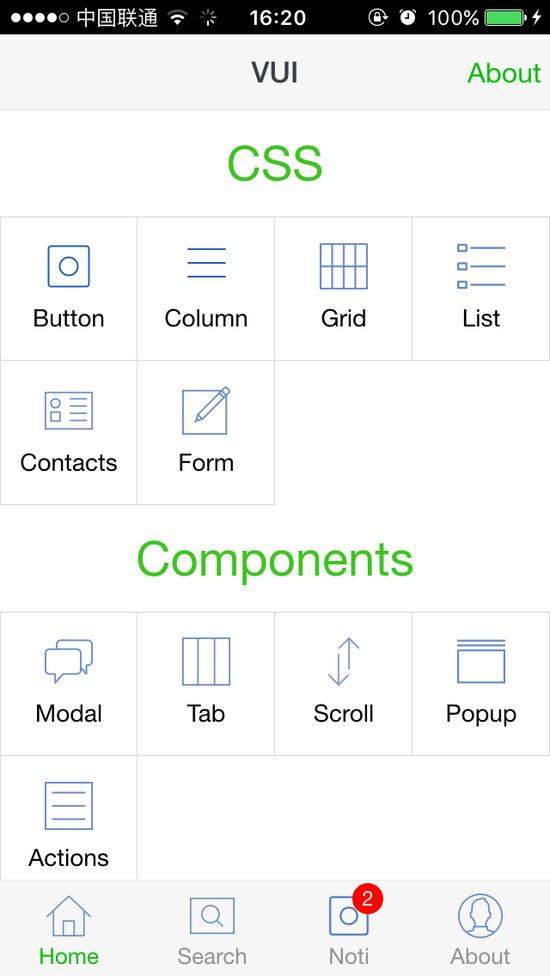 中国联通 16:20 100%
VUI About
CSS
Button Column Grid List
Contacts Form
Components
Modal Tab Scroll Popup
Actions
2
Home Search Noti About